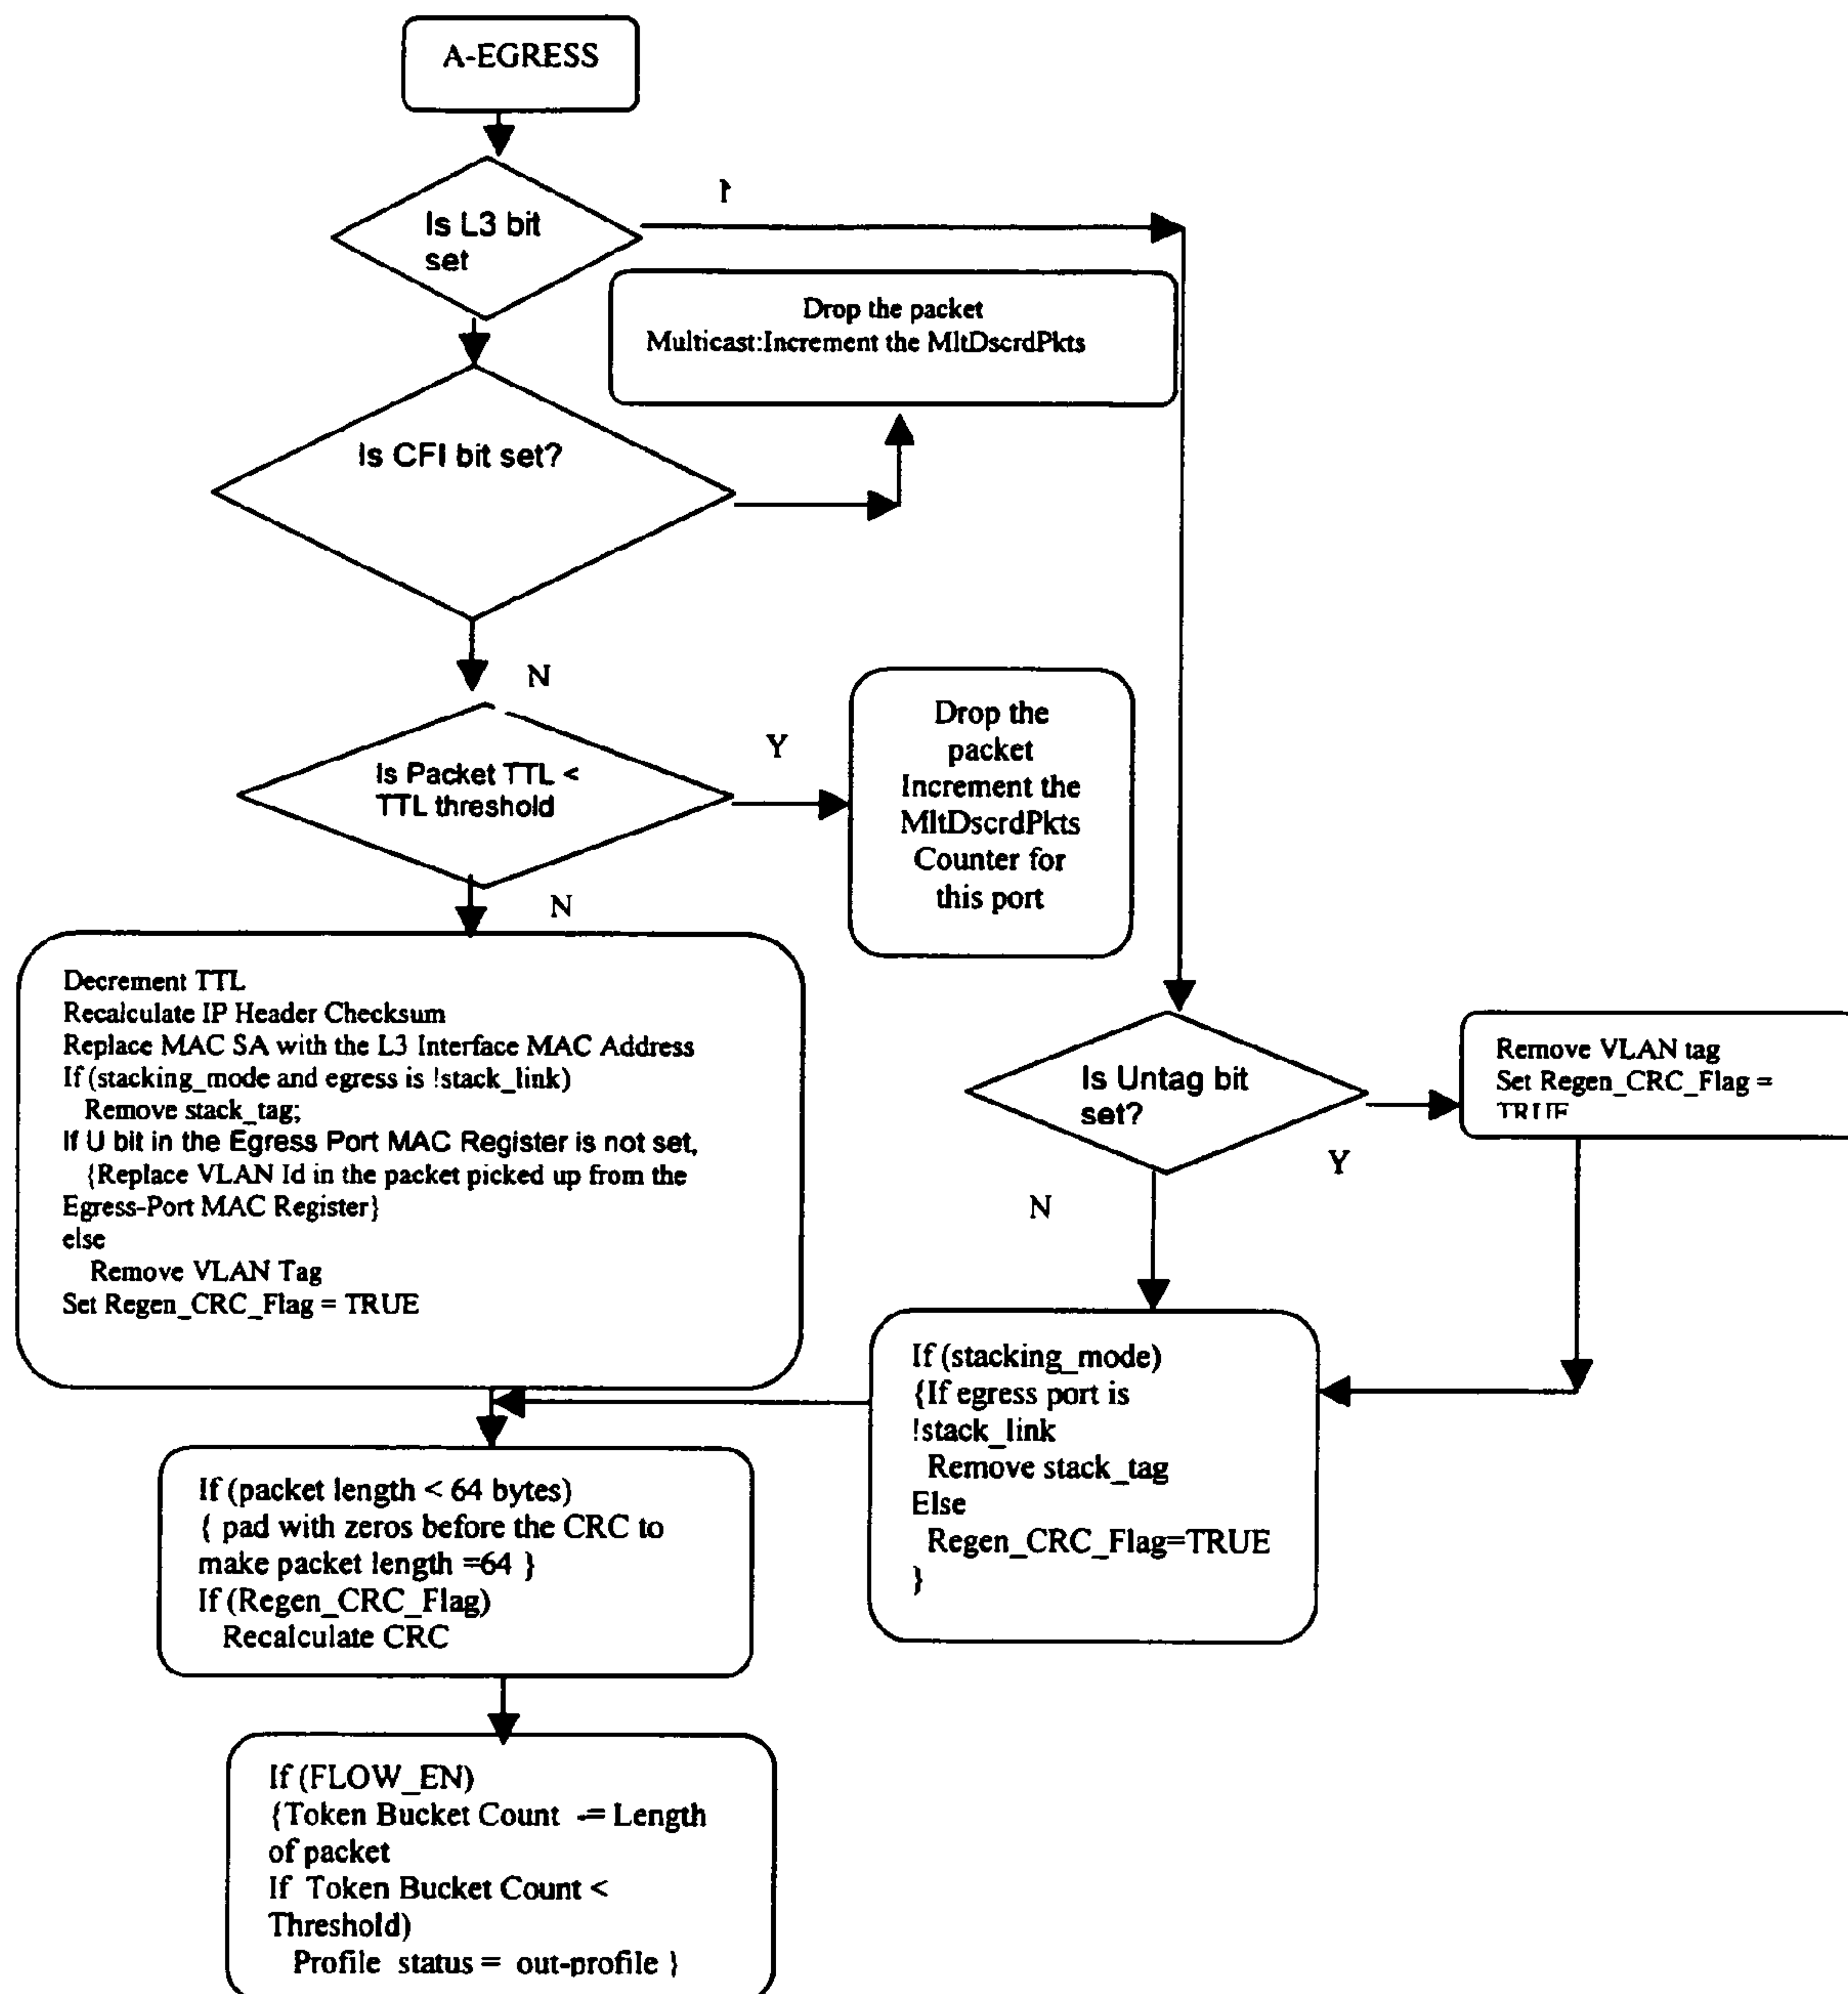 A-EGRESS
Is L3 bit
set
Drop the packet
Multicast:Increment the MltDscrdPkts
Is CFI bit set?
N
Is Packet TTL <
TTL threshold
Y
Drop the
packet
Increment the
MltDscrdPkts
Counter for
this port
N
Decrement TTL
Recalculate IP Header Checksum
Replace MAC SA with the L3 Interface MAC Address
If (stacking_mode and egress is !stack_link)
Remove stack_tag;
If U bit in the Egress Port MAC Register is not set,
{Replace VLAN Id in the packet picked up from the
Egress-Port MAC Register}
else
Remove VLAN Tag
Set Regen_CRC_Flag = TRUE
Is Untag bit
set?
Y
N
Remove VLAN tag
Set Regen_CRC_Flag =
TRUE
If (stacking_mode)
{If egress port is
!stack_link
Remove stack_tag
Else
Regen_CRC_Flag=TRUE
}
If (packet length < 64 bytes)
{ pad with zeros before the CRC to
make packet length =64 }
If (Regen_CRC_Flag)
Recalculate CRC
If (FLOW_EN)
{Token Bucket Count -= Length
of packet
If Token Bucket Count <
Threshold)
Profile status = out-profile }